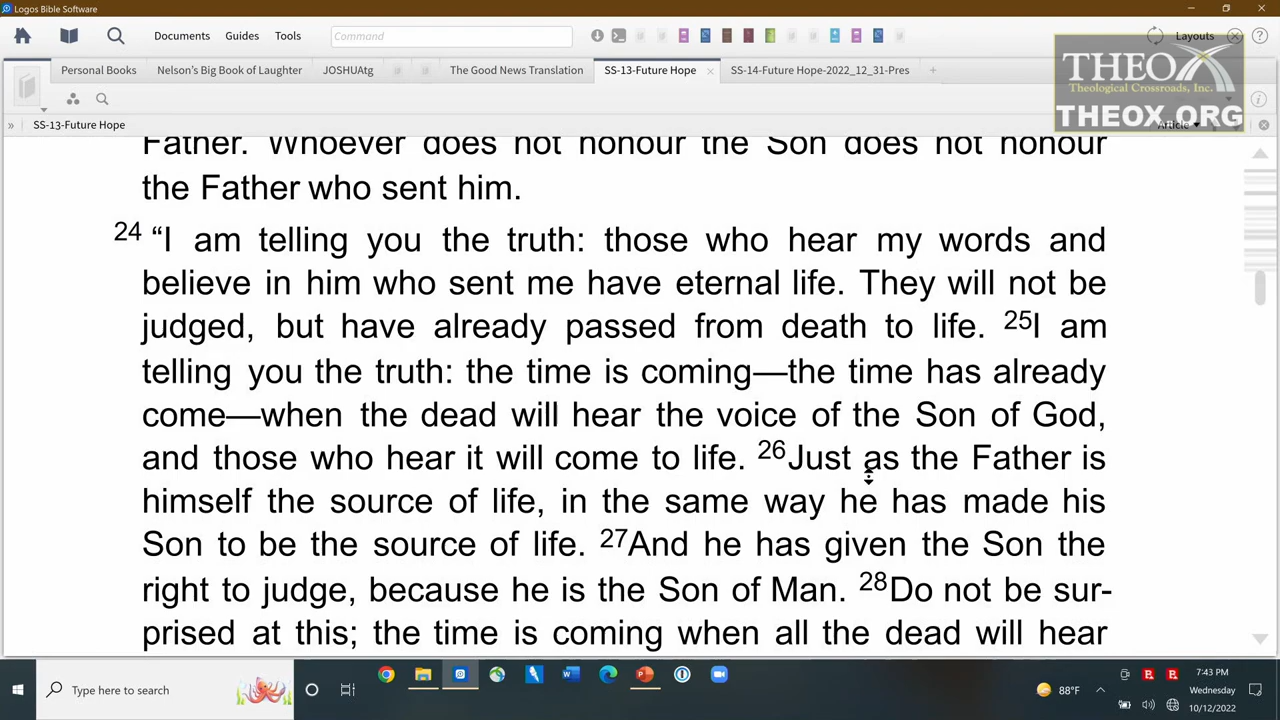 Logos Bible Software
Documents Guides Tools Command Layouts
Personal Books Nelson's Big Book of Laughter JOSHUAtg The Good News Translation SS-13-Future Hope SS-14-Future Hope-2022_12_31-Pres
THEOX
Theological Crossroads, Inc.
THEOX.ORG
SS-13-Future Hope Article
Father. Whoever does not honour the Son does not honour
the Father who sent him.
24 “I am telling you the truth: those who hear my words and
believe in him who sent me have eternal life. They will not be
judged, but have already passed from death to life. 25I am
telling you the truth: the time is coming—the time has already
come—when the dead will hear the voice of the Son of God,
and those who hear it will come to life. 26Just as the Father is
himself the source of life, in the same way he has made his
Son to be the source of life. 27And he has given the Son the
right to judge, because he is the Son of Man. 28Do not be sur-
prised at this; the time is coming when all the dead will hear
Type here to search
88°F
7:43 PM
Wednesday
10/12/2022